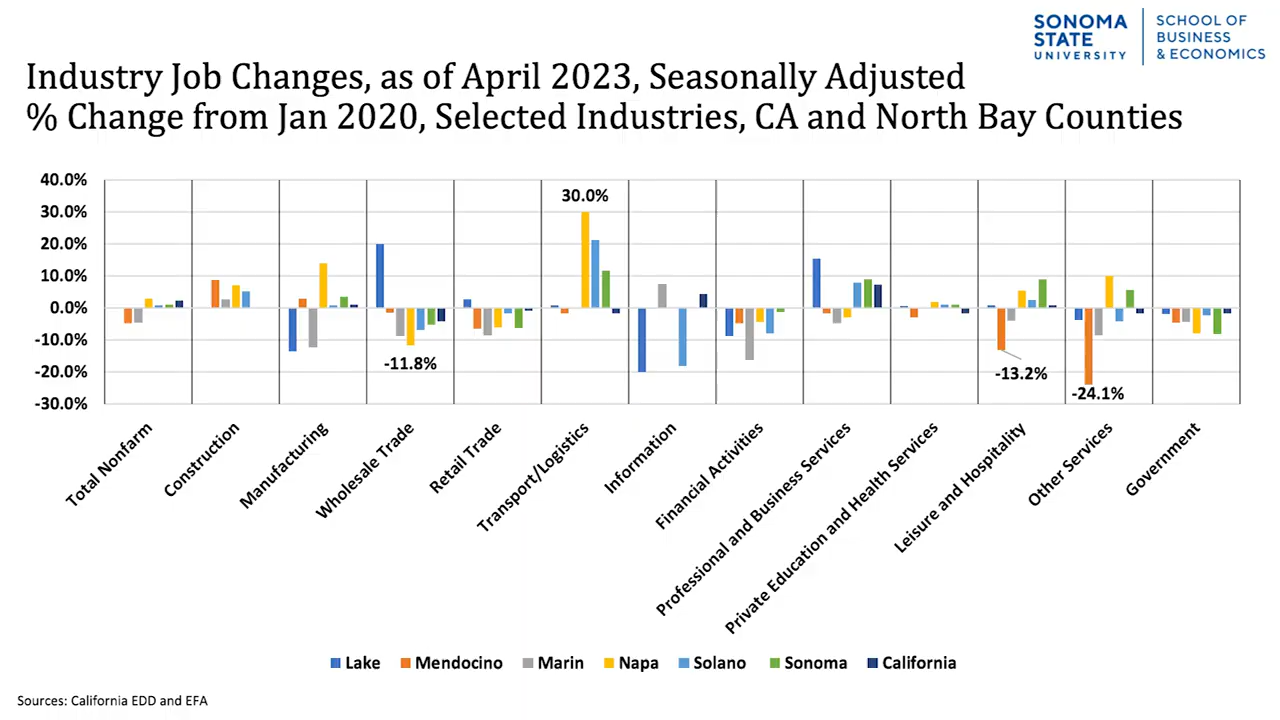 SONOMA
STATE
UNIVERSITY
SCHOOL OF
BUSINESS
& ECONOMICS
Industry Job Changes, as of April 2023, Seasonally Adjusted
% Change from Jan 2020, Selected Industries, CA and North Bay Counties
40.0%
30.0%
20.0%
10.0%
0.0%
-10.0%
-20.0%
-30.0%
-11.8%
30.0%
-13.2%
-24.1%
Total Nonfarm
Construction
Manufacturing
Wholesale Trade
Retail Trade
Transport/Logistics
Information
Financial Activities
Professional and Business Services
Private Education and Health Services
Leisure and Hospitality
Other Services
Government
Lake
Mendocino
Marin
Napa
Solano
Sonoma
California
Sources: California EDD and EFA